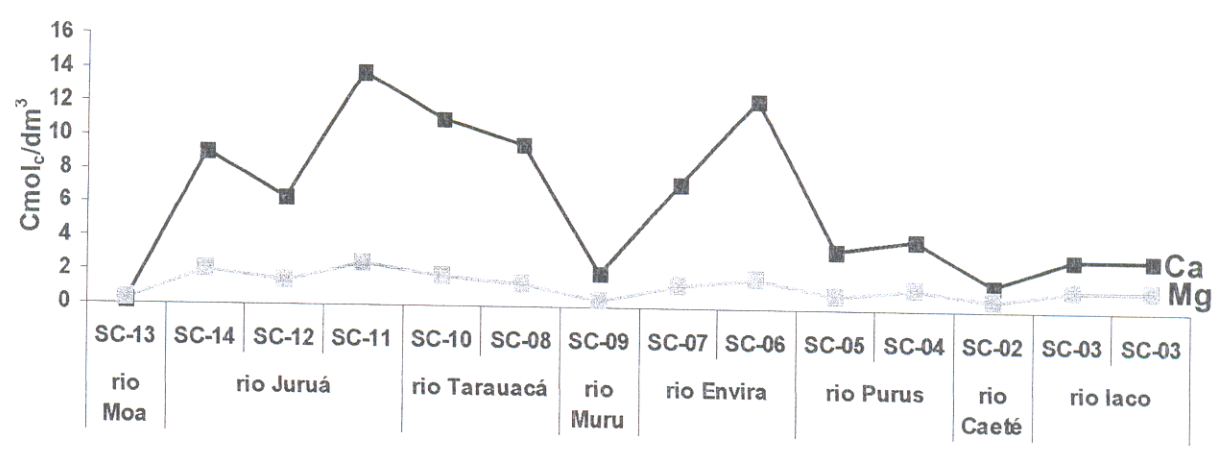 16
14
12
10
8
6
4
2
0
Cmolc/dm³
Ca
Mg
SC-13 SC-14 SC-12 SC-11 SC-10 SC-08 SC-09 SC-07 SC-06 SC-05 SC-04 SC-02 SC-03 SC-03
rio Moa
rio Juruá
rio Tarauacá
rio Muru
rio Envira
rio Purus
rio Caeté
rio Iaco